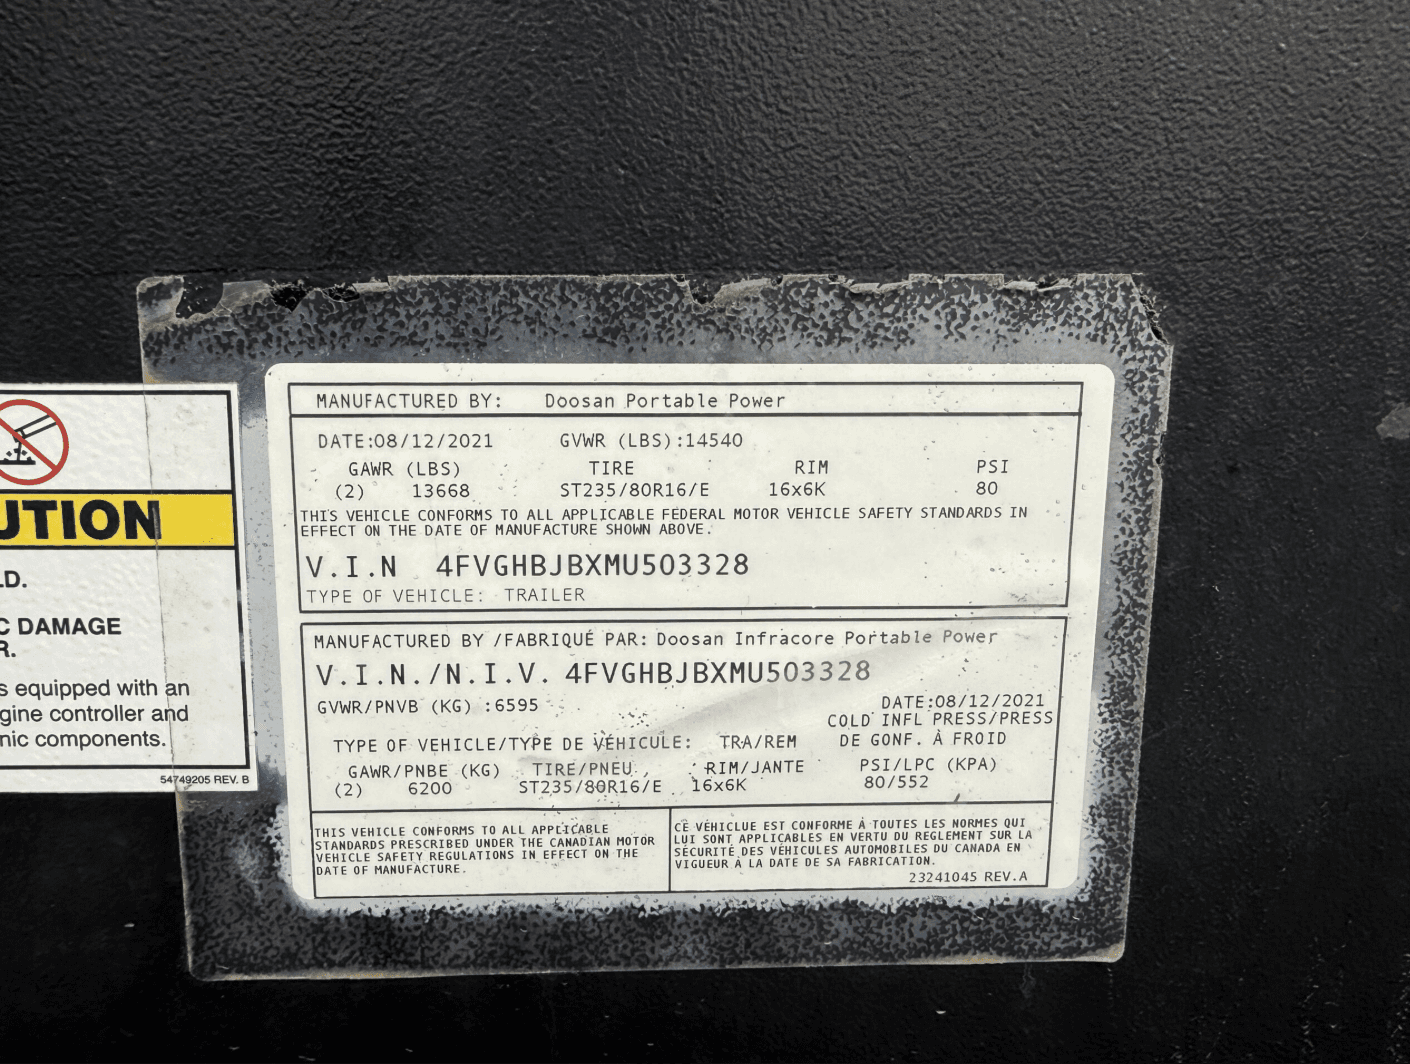 MANUFACTURED BY: Doosan Portable Power
DATE:08/12/2021 GVWR (LBS):14540
GAWR (LBS) TIRE RIM PSI
(2) 13668 ST235/80R16/E 16x6K 80
THIS VEHICLE CONFORMS TO ALL APPLICABLE FEDERAL MOTOR VEHICLE SAFETY STANDARDS IN
EFFECT ON THE DATE OF MANUFACTURE SHOWN ABOVE.
V.I.N 4FVGHBJBXMU503328
TYPE OF VEHICLE: TRAILER
MANUFACTURED BY /FABRIQUÉ PAR: Doosan Infracore Portable Power
V.I.N./N.I.V. 4FVGHBJBXMU503328
GVWR/PNVB (KG) :6595 DATE:08/12/2021
COLD INFL PRESS/PRESS
TYPE OF VEHICLE/TYPE DE VÉHICULE: TRA/REM DE GONF. À FROID
GAWR/PNBE (KG) TIRE/PNEU RIM/JANTE PSI/LPC (KPA)
(2) 6200 ST235/80R16/E 16x6K 80/552
THIS VEHICLE CONFORMS TO ALL APPLICABLE
STANDARDS PRESCRIBED UNDER THE CANADIAN MOTOR
VEHICLE SAFETY REGULATIONS IN EFFECT ON THE
DATE OF MANUFACTURE.
CE VÉHICLUE EST CONFORME À TOUTES LES NORMES QUI
LUI SONT APPLICABLES EN VERTU DU REGLEMENT SUR LA
SÉCURITÉ DES VÉHICULES AUTOMOBILES DU CANADA EN
VIGUEUR À LA DATE DE SA FABRICATION.
23241045 REV.A
UTION
LD.
C DAMAGE
R.
s equipped with an
gine controller and
nic components.
54749205 REV. B